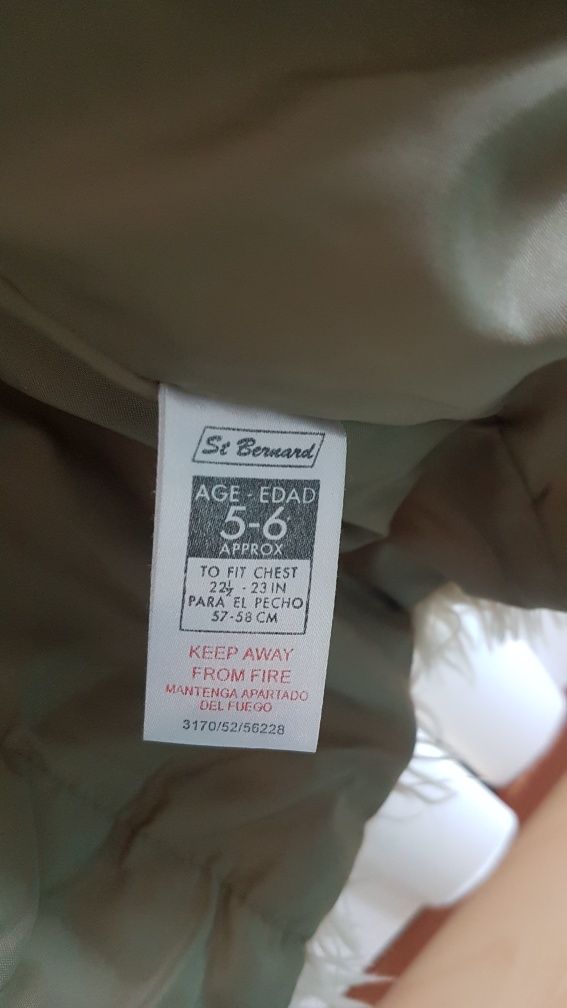 St Bernard
AGE - EDAD
5-6
APPROX
TO FIT CHEST
22½ - 23 IN
PARA EL PECHO
57-58 CM
KEEP AWAY
FROM FIRE
MANTENGA APARTADO
DEL FUEGO
3170/52/56228